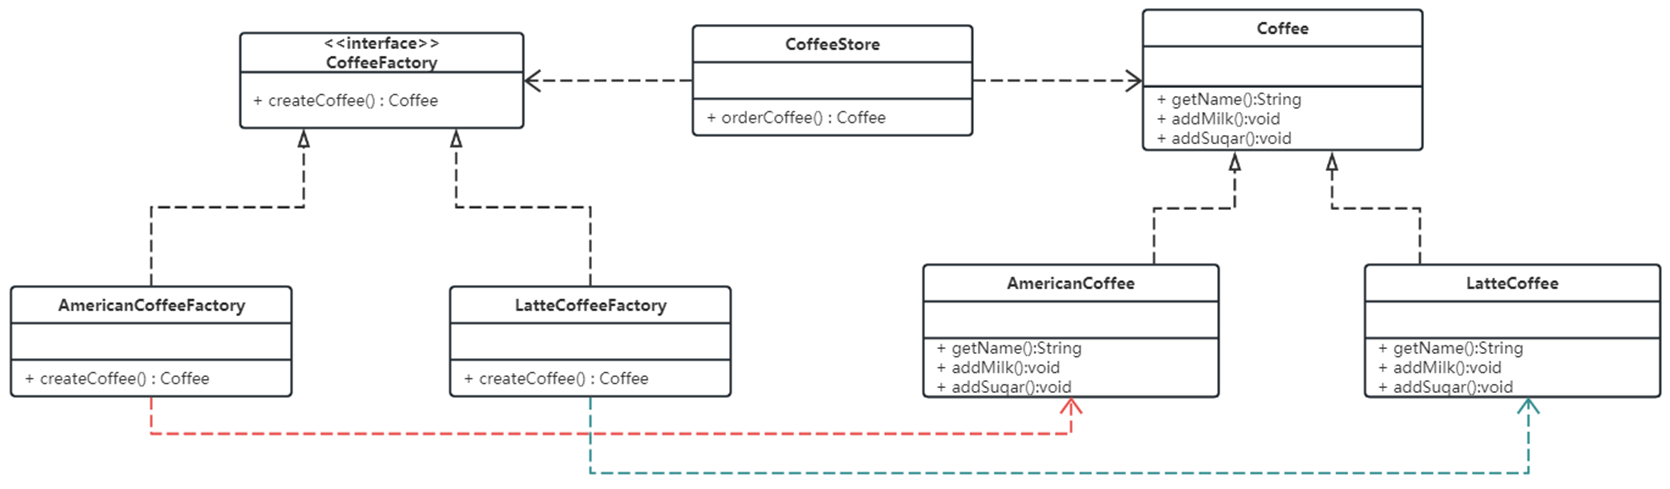 <<interface>>
CoffeeFactory
+ createCoffee() : Coffee
CoffeeStore
+ orderCoffee() : Coffee
Coffee
+ getName():String
+ addMilk():void
+ addSuqar():void
AmericanCoffeeFactory
+ createCoffee() : Coffee
LatteCoffeeFactory
+ createCoffee() : Coffee
AmericanCoffee
+ getName():String
+ addMilk():void
+ addSuqar():void
LatteCoffee
+ getName():String
+ addMilk():void
+ addSuqar():void